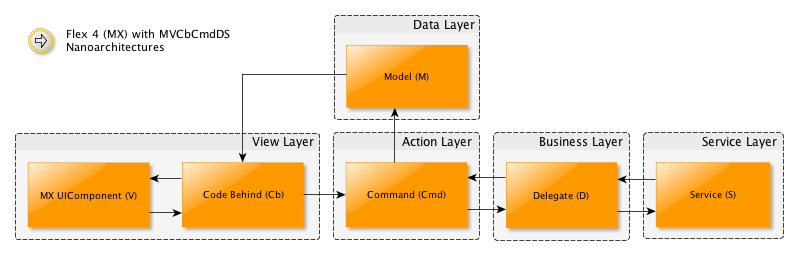 Flex 4 (MX) with MVCbCmdDS
Nanoarchitectures
Data Layer
Model (M)
View Layer
Action Layer
Business Layer
Service Layer
MX UIComponent (V)
Code Behind (Cb)
Command (Cmd)
Delegate (D)
Service (S)